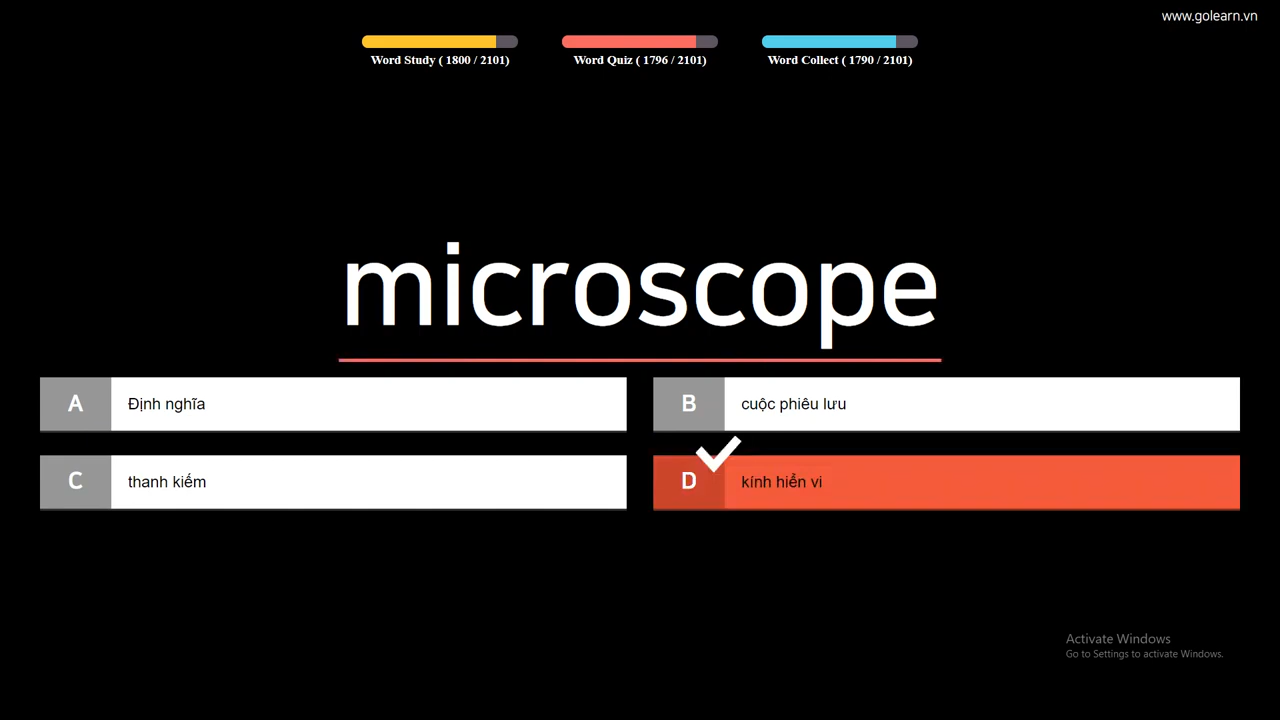 www.golearn.vn
Word Study ( 1800 / 2101)
Word Quiz ( 1796 / 2101)
Word Collect ( 1790 / 2101)
microscope
A Định nghĩa
B cuộc phiêu lưu
C thanh kiếm
D kính hiển vi
Activate Windows
Go to Settings to activate Windows.